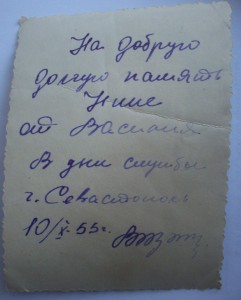 На добрую
долгую память
Нине
от Василия
В дни службы
г. Севастополь
10/X-55г.